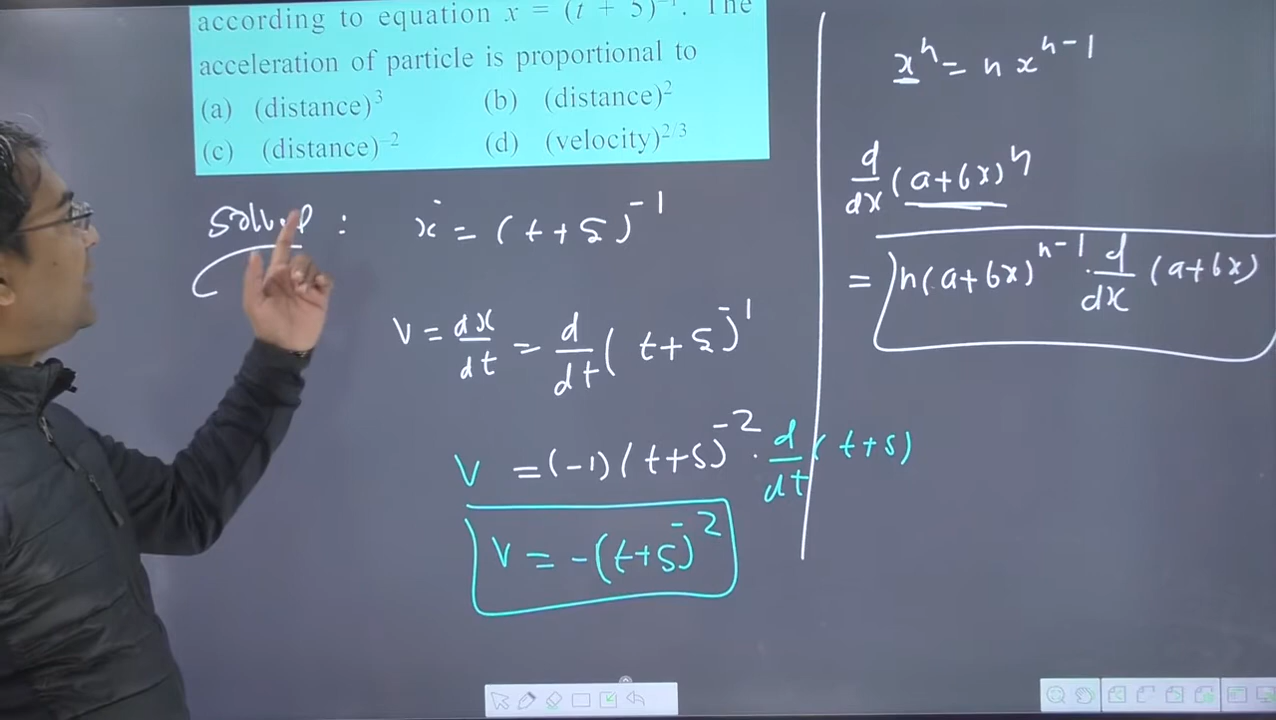 according to equation x = (t + 5)⁻¹. The
acceleration of particle is proportional to
(a) (distance)³ (b) (distance)²
(c) (distance)⁻² (d) (velocity)²/³
Solve : x = (t+5)⁻¹
V = dx/dt = d/dt (t+5)⁻¹
V = (-1)(t+5)⁻² · d/dt (t+5)
V = -(t+5)⁻²
xⁿ = n xⁿ⁻¹
d/dx (a+bx)ⁿ
= n(a+bx)ⁿ⁻¹ · d/dx (a+bx)